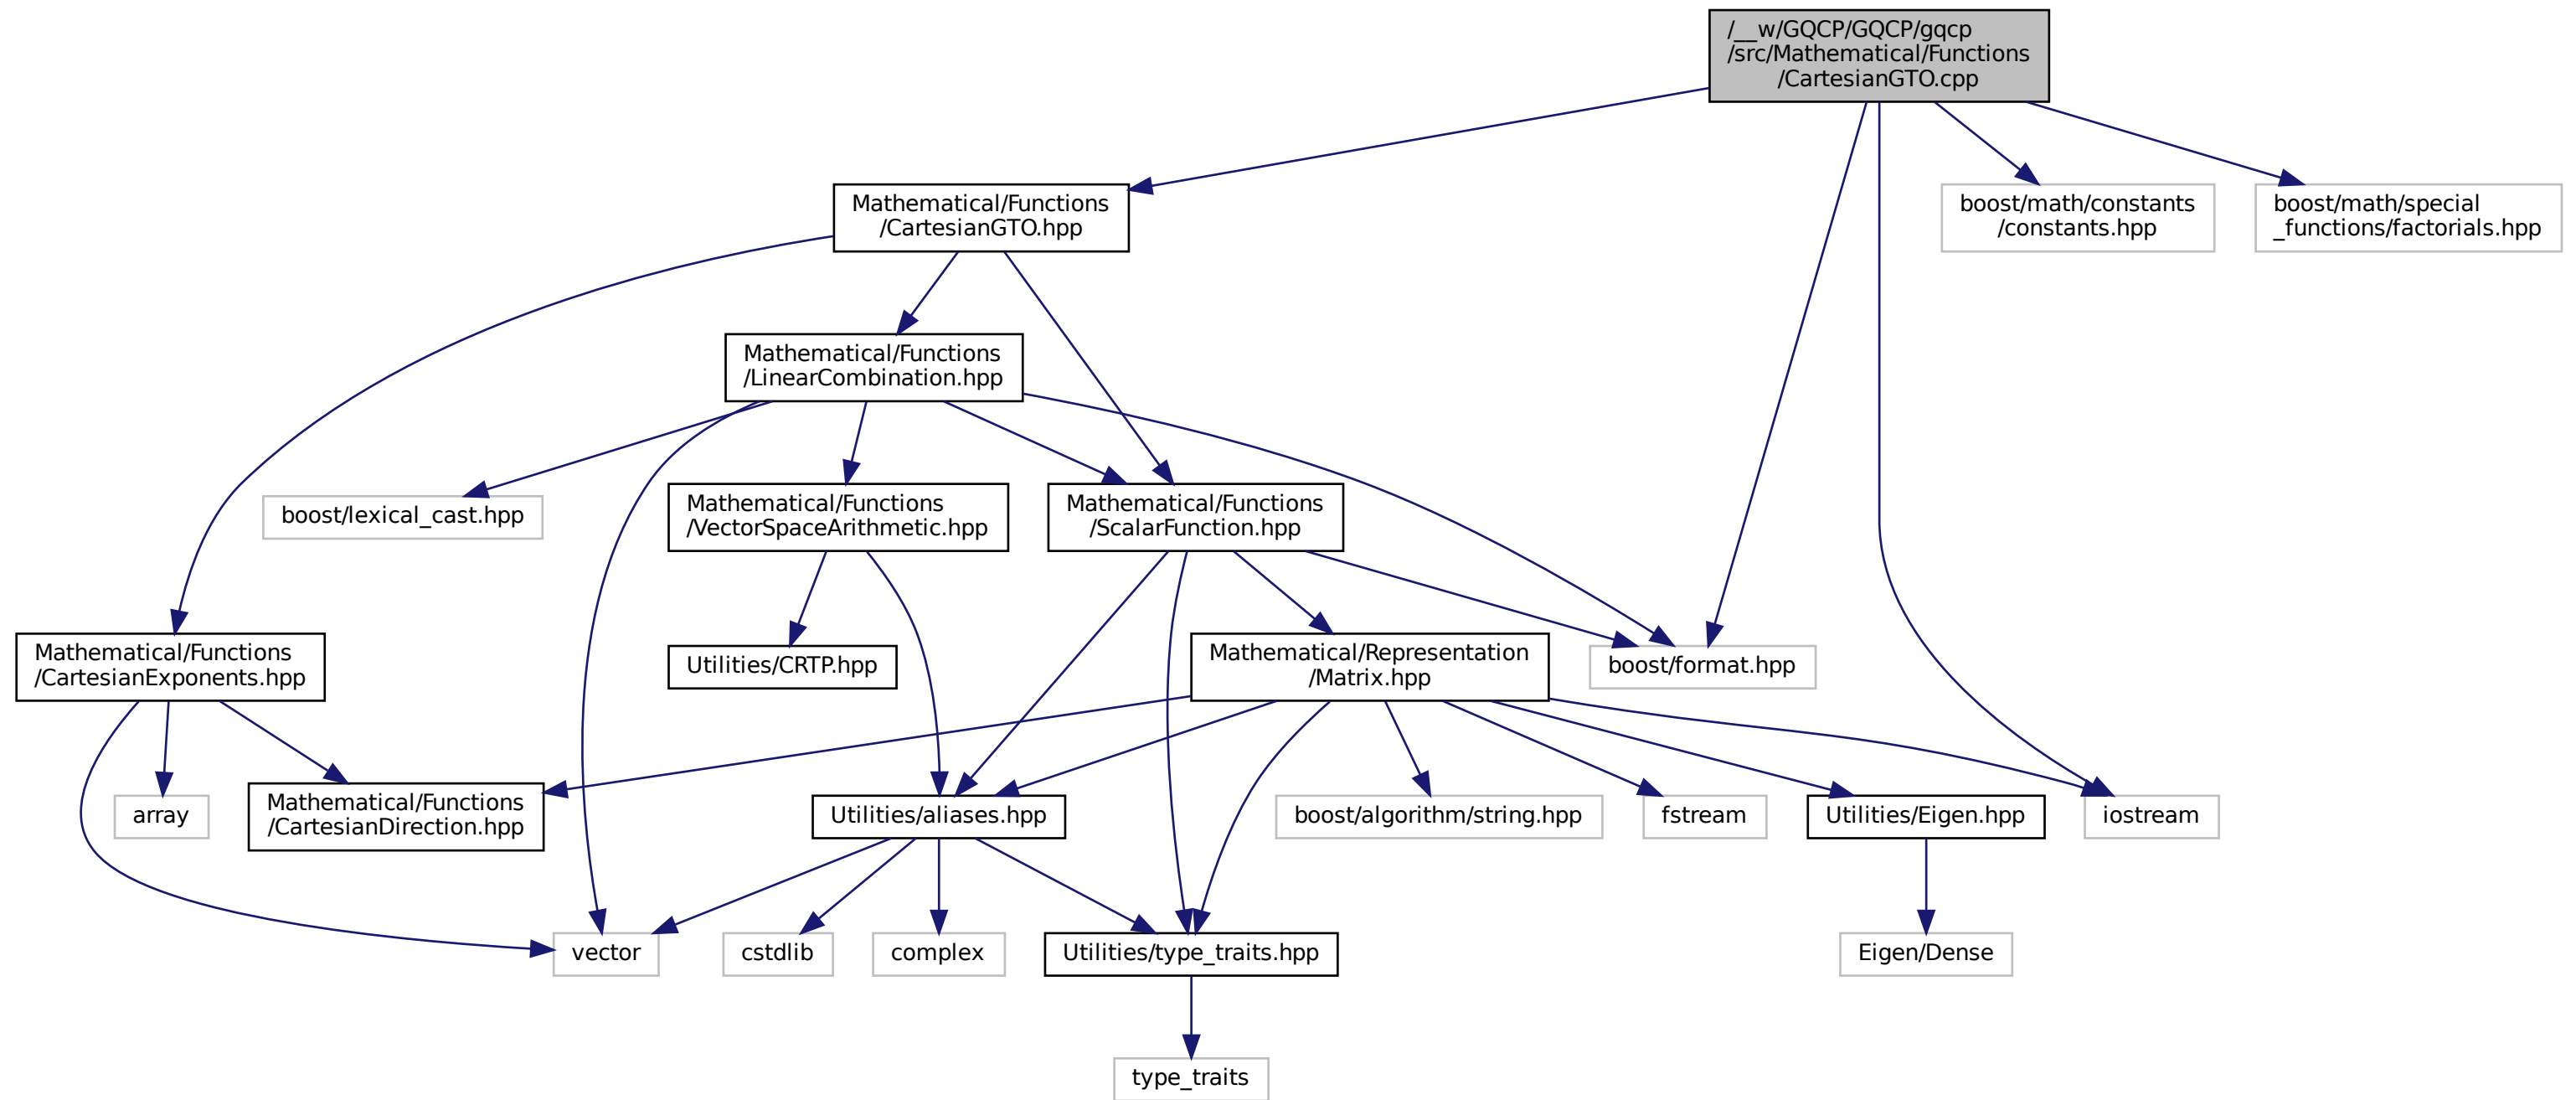 /__w/GQCP/GQCP/gqcp
/src/Mathematical/Functions
/CartesianGTO.cpp
Mathematical/Functions
/CartesianGTO.hpp
boost/math/constants
/constants.hpp
boost/math/special
_functions/factorials.hpp
Mathematical/Functions
/LinearCombination.hpp
boost/lexical_cast.hpp
Mathematical/Functions
/VectorSpaceArithmetic.hpp
Mathematical/Functions
/ScalarFunction.hpp
Mathematical/Functions
/CartesianExponents.hpp
Utilities/CRTP.hpp
Mathematical/Representation
/Matrix.hpp
boost/format.hpp
array
Mathematical/Functions
/CartesianDirection.hpp
Utilities/aliases.hpp
boost/algorithm/string.hpp
fstream
Utilities/Eigen.hpp
iostream
vector
cstdlib
complex
Utilities/type_traits.hpp
Eigen/Dense
type_traits